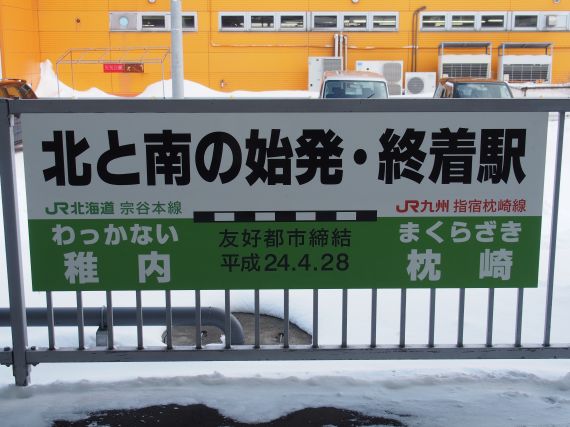 北と南の始発・終着駅
JR北海道 宗谷本線
JR九州 指宿枕崎線
わっかない
稚内
友好都市締結
平成24.4.28
まくらざき
枕崎